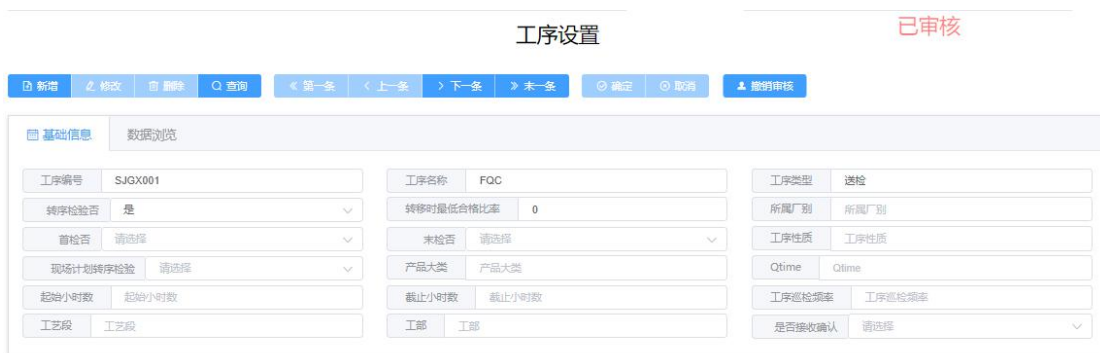 工序设置 已审核
新增 修改 删除 查询 第一条 上一条 下一条 末一条 确定 取消 撤销审核
基础信息 数据浏览
工序编号 SJGX001 工序名称 FQC 工序类型 送检
转序检验否 是 转移时最低合格比率 0 所属厂别 所属厂别
首检否 请选择 末检否 请选择 工序性质 工序性质
现场计划转序检验 请选择 产品大类 产品大类 Qtime Qtime
起始小时数 起始小时数 截止小时数 截止小时数 工序巡检频率 工序巡检频率
工艺段 工艺段 工部 工部 是否接收确认 请选择